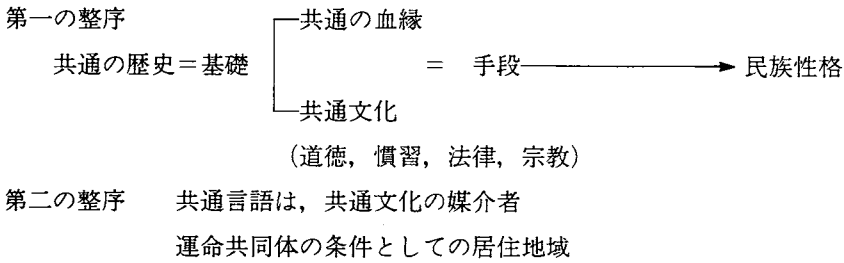 第一の整序
共通の血縁
共通の歴史＝基礎 ＝ 手段 民族性格
共通文化
（道徳，慣習，法律，宗教）
第二の整序 共通言語は，共通文化の媒介者
運命共同体の条件としての居住地域